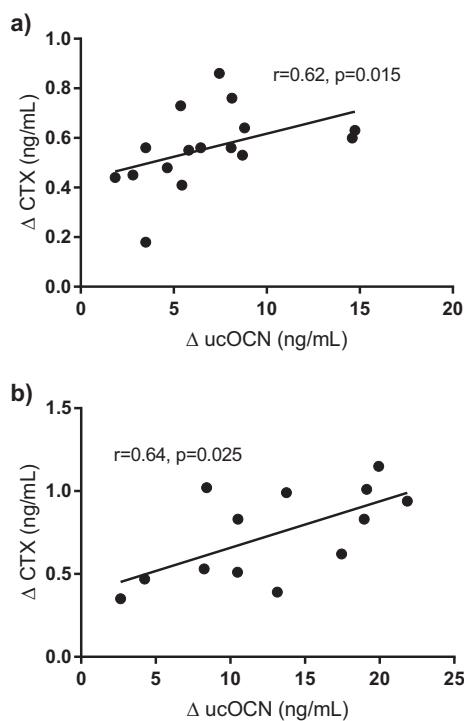 a)
1.0
r=0.62, p=0.015
0.8
0.6
0.4
0.2
0.0
Δ CTX (ng/mL)
0 5 10 15 20
Δ ucOCN (ng/mL)
b)
1.5
r=0.64, p=0.025
1.0
0.5
0.0
Δ CTX (ng/mL)
0 5 10 15 20 25
Δ ucOCN (ng/mL)